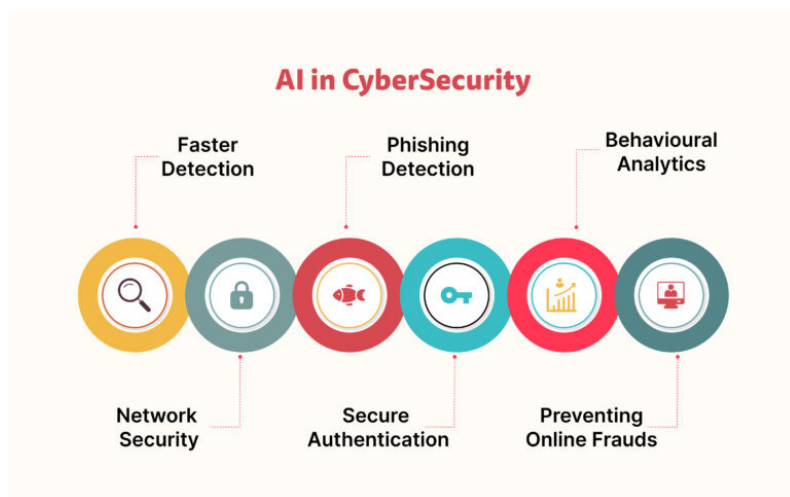 AI in CyberSecurity
Faster
Detection
Phishing
Detection
Behavioural
Analytics
Network
Security
Secure
Authentication
Preventing
Online Frauds